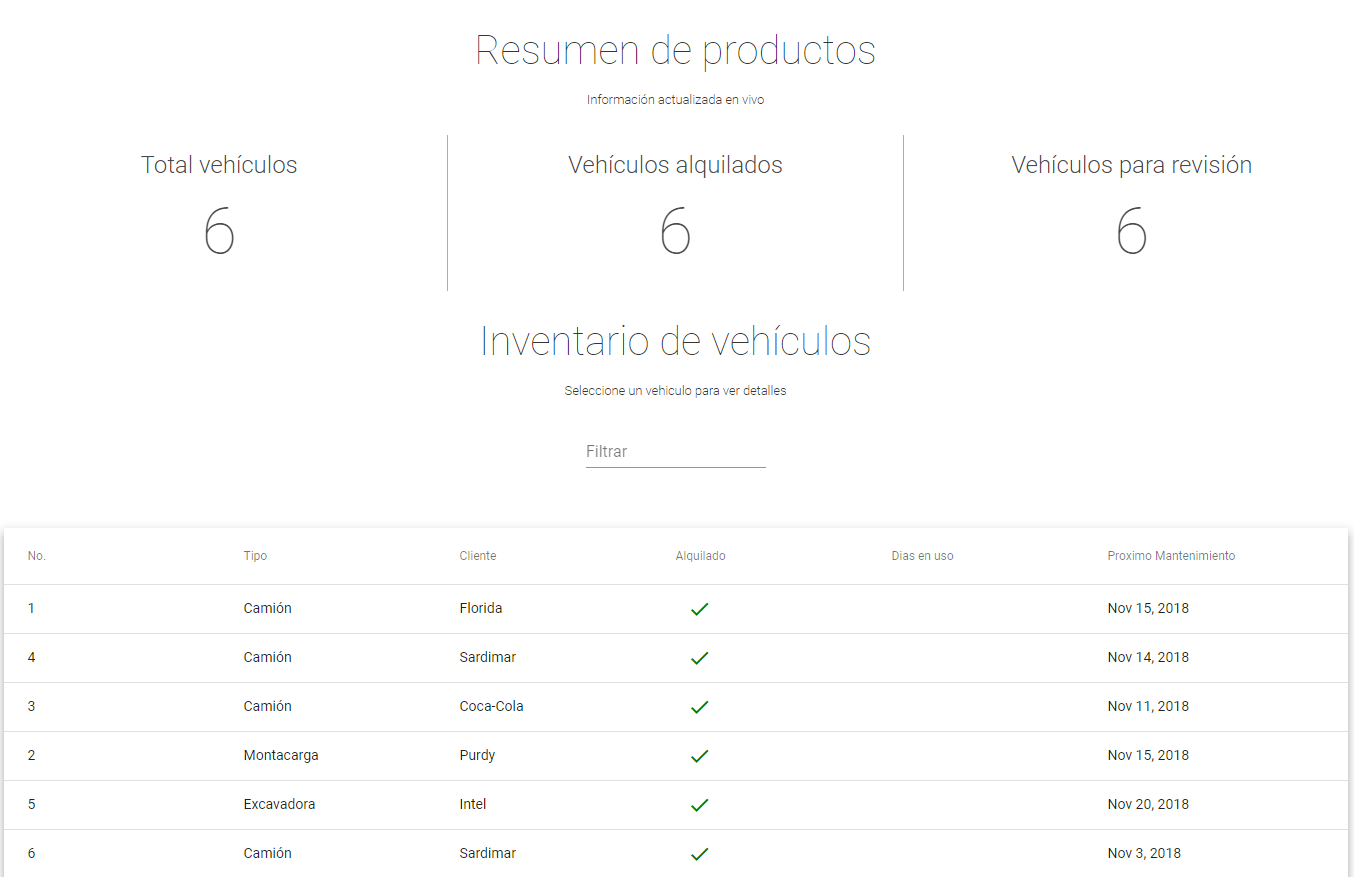 Resumen de productos
Información actualizada en vivo
Total vehículos
6
Vehículos alquilados
6
Vehículos para revisión
6
Inventario de vehículos
Seleccione un vehiculo para ver detalles
Filtrar
No. Tipo Cliente Alquilado Dias en uso Proximo Mantenimiento
1 Camión Florida Nov 15, 2018
4 Camión Sardimar Nov 14, 2018
3 Camión Coca-Cola Nov 11, 2018
2 Montacarga Purdy Nov 15, 2018
5 Excavadora Intel Nov 20, 2018
6 Camión Sardimar Nov 3, 2018